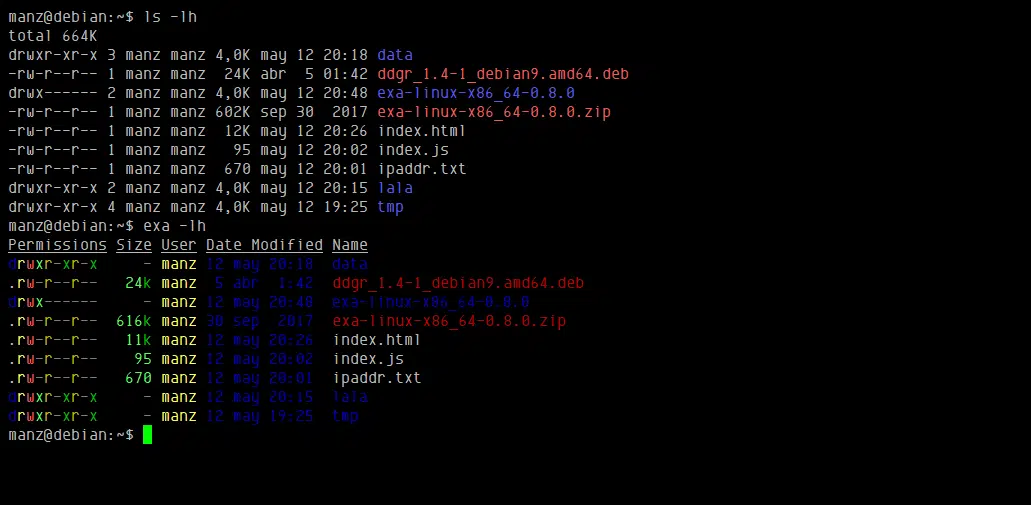 manz@debian:~$ ls -lh
total 664K
drwxr-xr-x 3 manz manz 4,0K may 12 20:18 data
-rw-r--r-- 1 manz manz  24K abr  5 01:42 ddgr_1.4-1_debian9.amd64.deb
drwx------ 2 manz manz 4,0K may 12 20:48 exa-linux-x86_64-0.8.0
-rw-r--r-- 1 manz manz 602K sep 30  2017 exa-linux-x86_64-0.8.0.zip
-rw-r--r-- 1 manz manz  12K may 12 20:26 index.html
-rw-r--r-- 1 manz manz   95 may 12 20:02 index.js
-rw-r--r-- 1 manz manz  670 may 12 20:01 ipaddr.txt
drwxr-xr-x 2 manz manz 4,0K may 12 20:15 lala
drwxr-xr-x 4 manz manz 4,0K may 12 19:25 tmp
manz@debian:~$ exa -lh
Permissions Size User Date Modified Name
drwxr-xr-x     - manz 12 may 20:18  data
.rw-r--r--   24k manz  5 abr  1:42  ddgr_1.4-1_debian9.amd64.deb
drwx------     - manz 12 may 20:48  exa-linux-x86_64-0.8.0
.rw-r--r--  616k manz 30 sep  2017  exa-linux-x86_64-0.8.0.zip
.rw-r--r--   11k manz 12 may 20:26  index.html
.rw-r--r--    95 manz 12 may 20:02  index.js
.rw-r--r--   670 manz 12 may 20:01  ipaddr.txt
drwxr-xr-x     - manz 12 may 20:15  lala
drwxr-xr-x     - manz 12 may 19:25  tmp
manz@debian:~$